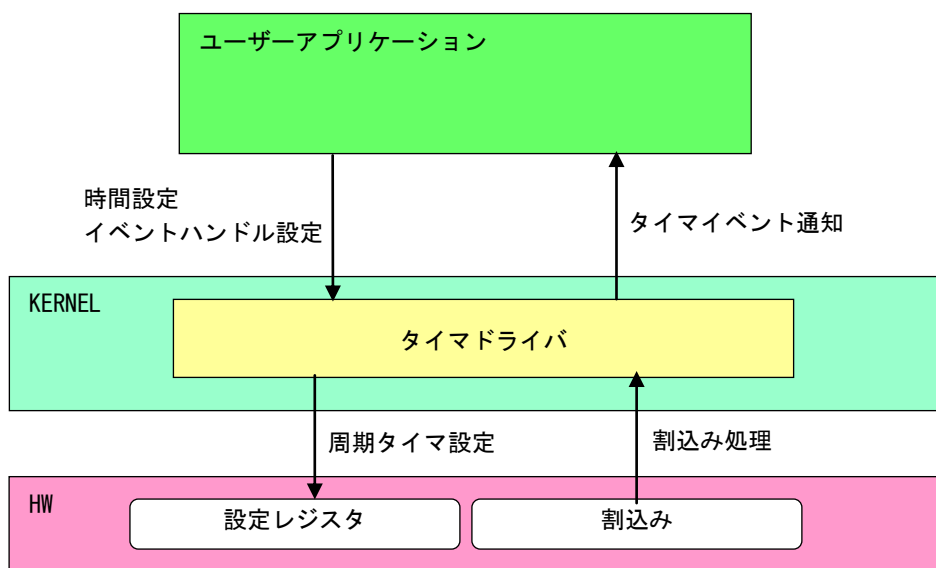 ユーザーアプリケーション
時間設定
イベントハンドル設定
タイマイベント通知
KERNEL
タイマドライバ
周期タイマ設定
割込み処理
HW
設定レジスタ
割込み